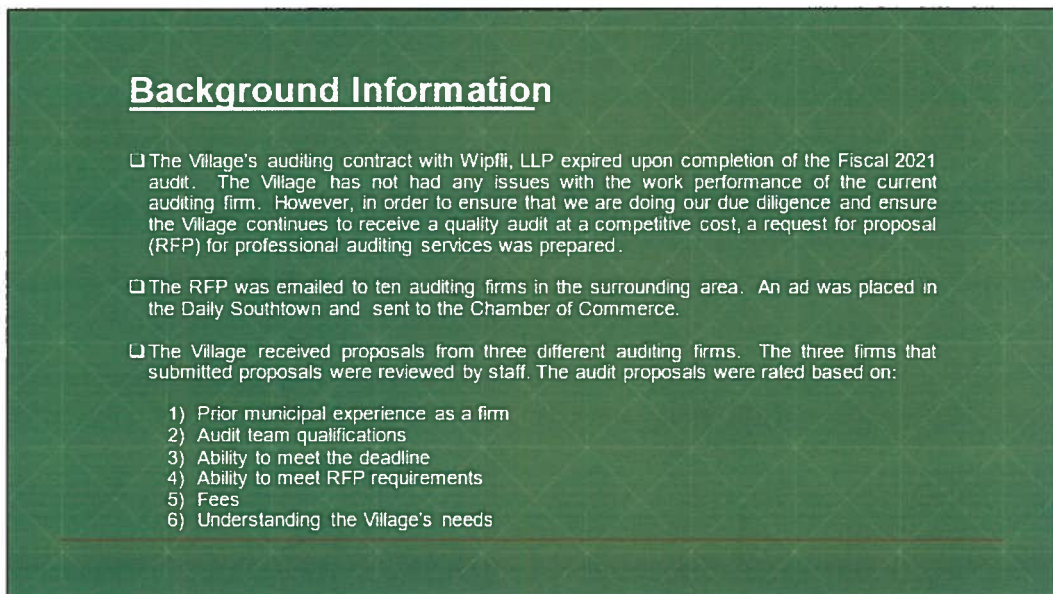 Background Information
❑ The Village's auditing contract with Wipfli, LLP expired upon completion of the Fiscal 2021
audit. The Village has not had any issues with the work performance of the current
auditing firm. However, in order to ensure that we are doing our due diligence and ensure
the Village continues to receive a quality audit at a competitive cost, a request for proposal
(RFP) for professional auditing services was prepared.
❑ The RFP was emailed to ten auditing firms in the surrounding area. An ad was placed in
the Daily Southtown and sent to the Chamber of Commerce.
❑ The Village received proposals from three different auditing firms. The three firms that
submitted proposals were reviewed by staff. The audit proposals were rated based on:
1) Prior municipal experience as a firm
2) Audit team qualifications
3) Ability to meet the deadline
4) Ability to meet RFP requirements
5) Fees
6) Understanding the Village's needs